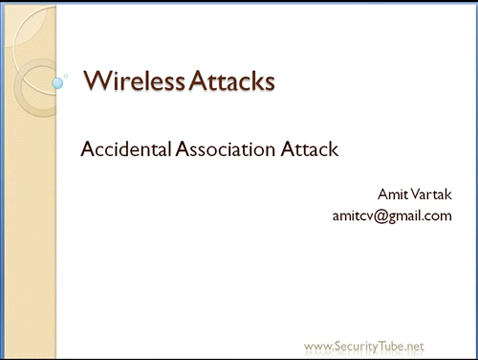 Wireless Attacks
Accidental Association Attack
Amit Vartak
amitcv@gmail.com
www.SecurityTube.net